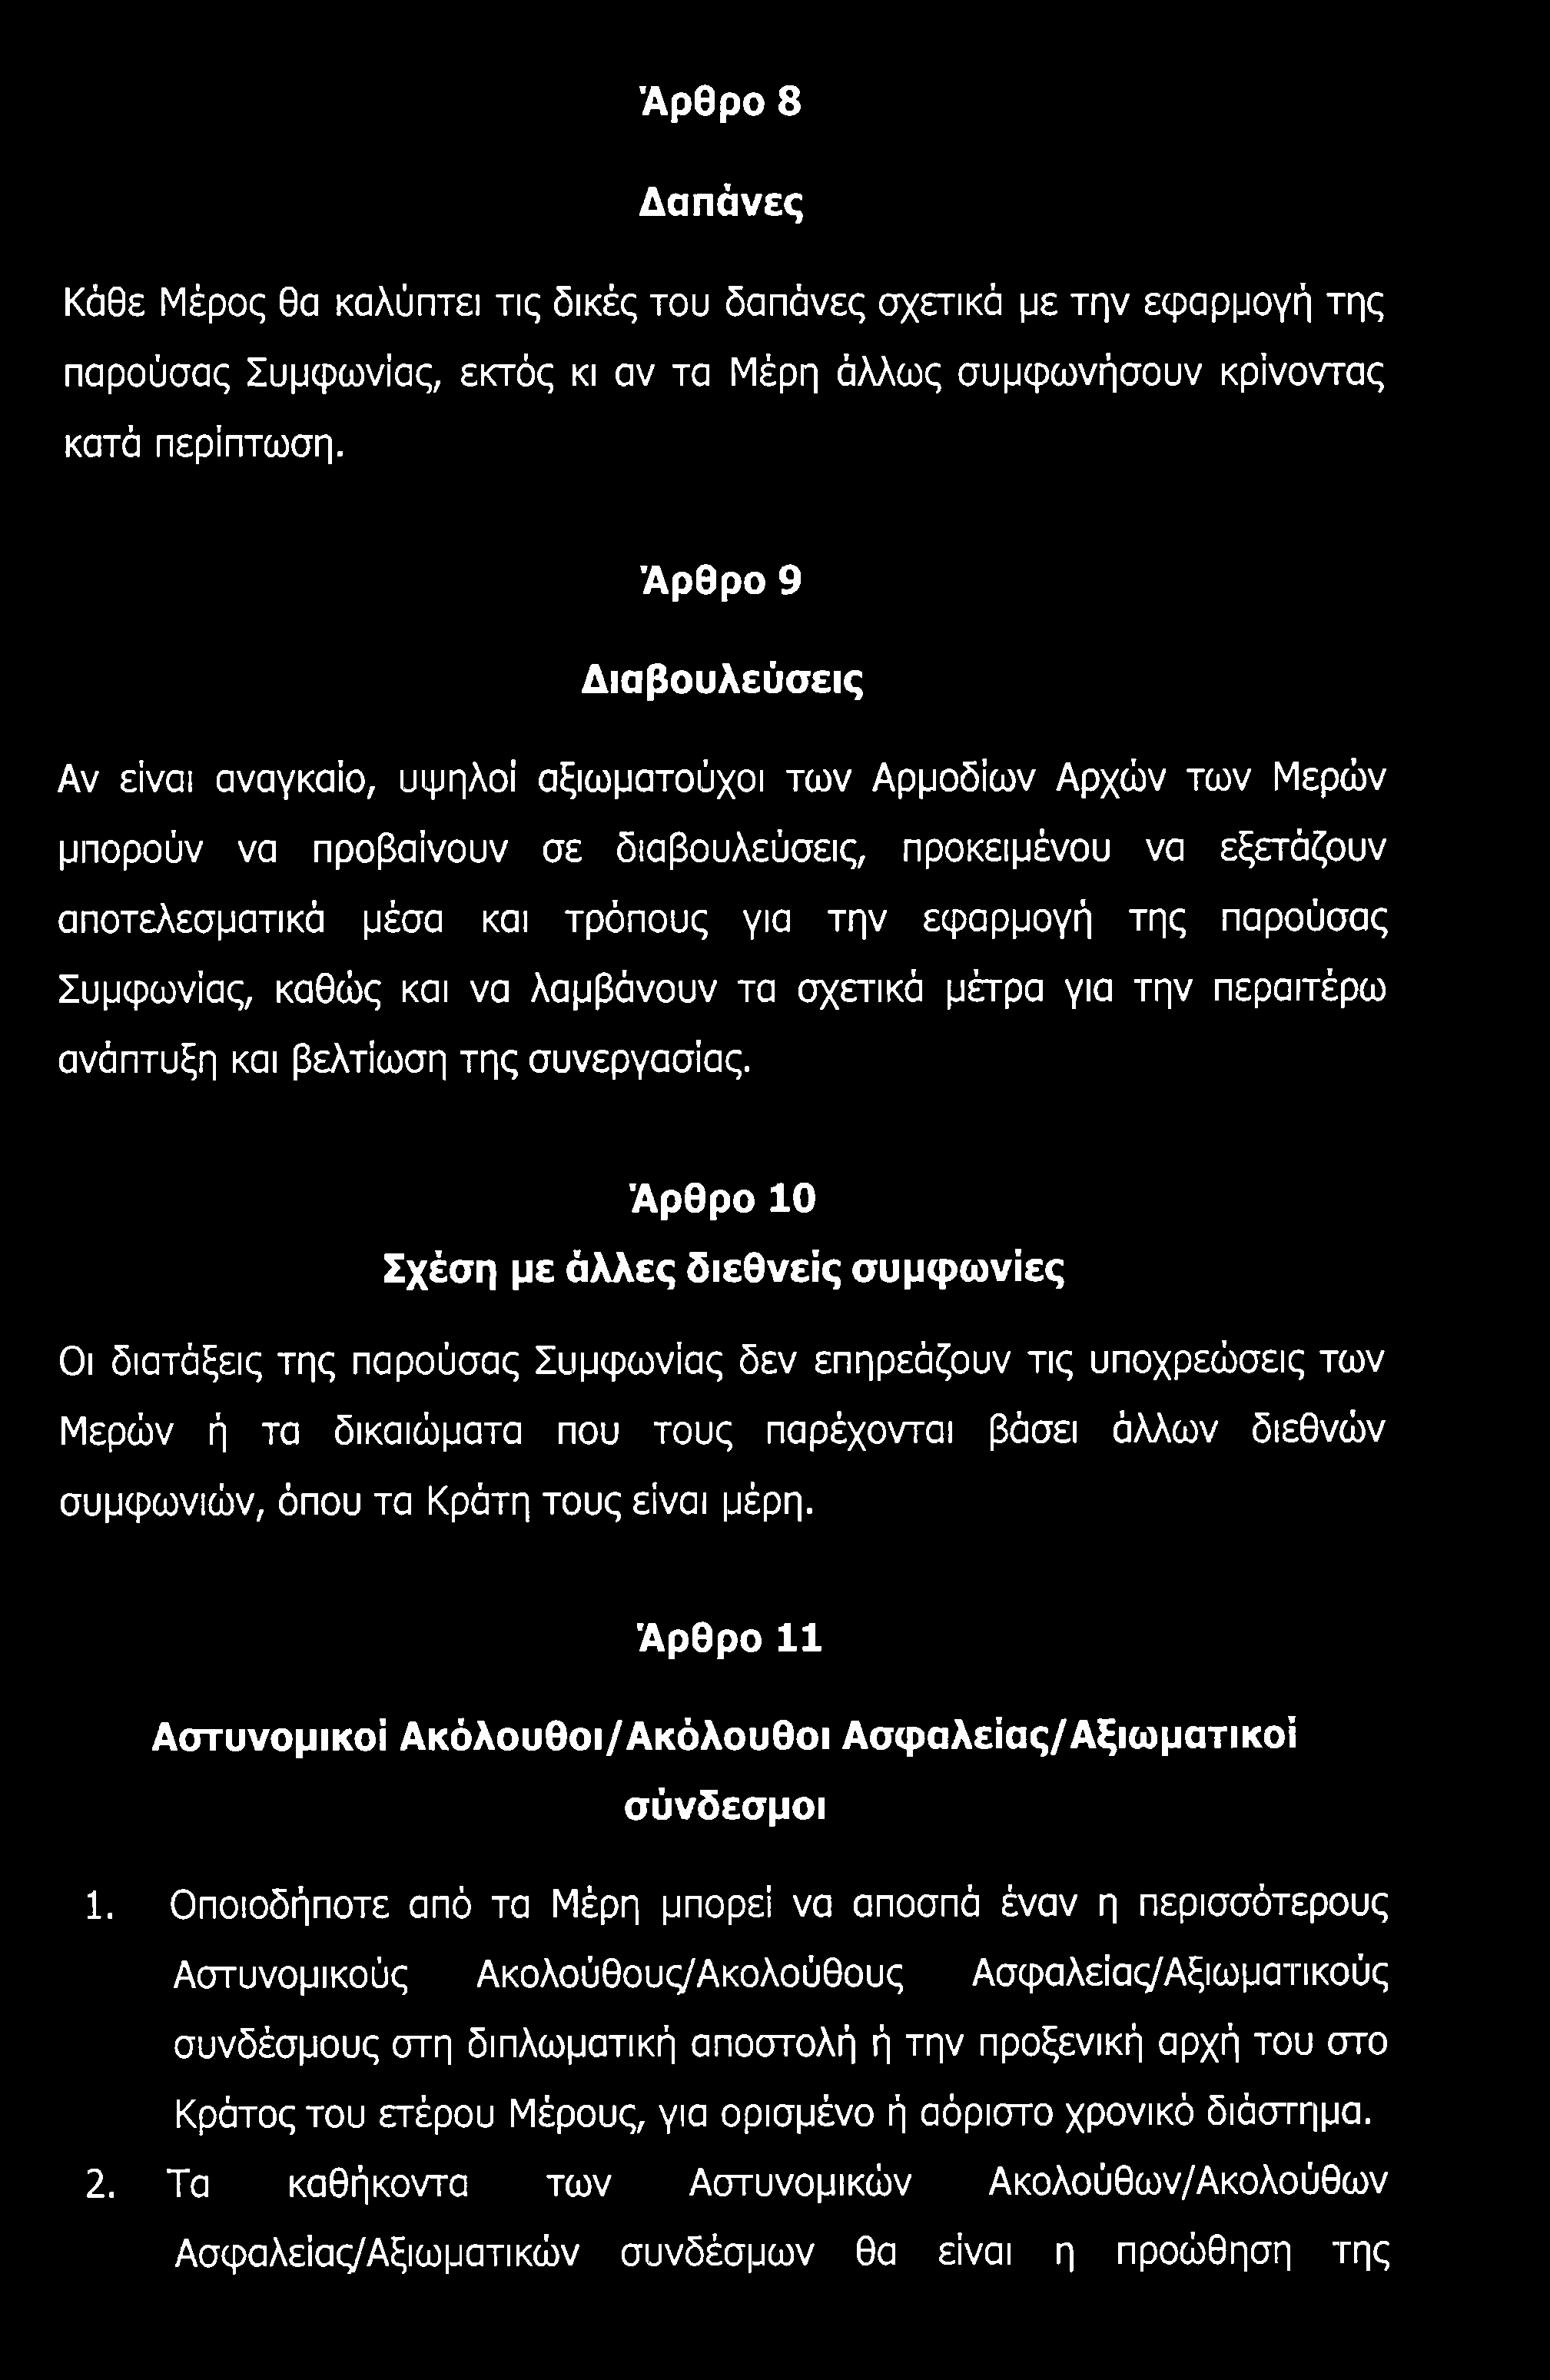 Άρθρο 8
Δαπάνες
Κάθε Μέρος θα καλύπτει τις δικές του δαπάνες σχετικά με την εφαρμογή της
παρούσας Συμφωνίας, εκτός κι αν τα Μέρη άλλως συμφωνήσουν κρίνοντας
κατά περίπτωση.
Άρθρο 9
Διαβουλεύσεις
Αν είναι αναγκαίο, υψηλοί αξιωματούχοι των Αρμοδίων Αρχών των Μερών
μπορούν να προβαίνουν σε διαβουλεύσεις, προκειμένου να εξετάζουν
αποτελεσματικά μέσα και τρόπους για την εφαρμογή της παρούσας
Συμφωνίας, καθώς και να λαμβάνουν τα σχετικά μέτρα για την περαιτέρω
ανάπτυξη και βελτίωση της συνεργασίας.
Άρθρο 10
Σχέση με άλλες διεθνείς συμφωνίες
Οι διατάξεις της παρούσας Συμφωνίας δεν επηρεάζουν τις υποχρεώσεις των
Μερών ή τα δικαιώματα που τους παρέχονται βάσει άλλων διεθνών
συμφωνιών, όπου τα Κράτη τους είναι μέρη.
Άρθρο 11
Αστυνομικοί Ακόλουθοι/Ακόλουθοι Ασφαλείας/Αξιωματικοί
σύνδεσμοι
1. Οποιοδήποτε από τα Μέρη μπορεί να αποσπά έναν η περισσότερους
Αστυνομικούς Ακολούθους/Ακολούθους Ασφαλείας/Αξιωματικούς
συνδέσμους στη διπλωματική αποστολή ή την προξενική αρχή του στο
Κράτος του ετέρου Μέρους, για ορισμένο ή αόριστο χρονικό διάστημα.
2. Τα καθήκοντα των Αστυνομικών Ακολούθων/Ακολούθων
Ασφαλείας/Αξιωματικών συνδέσμων θα είναι η προώθηση της